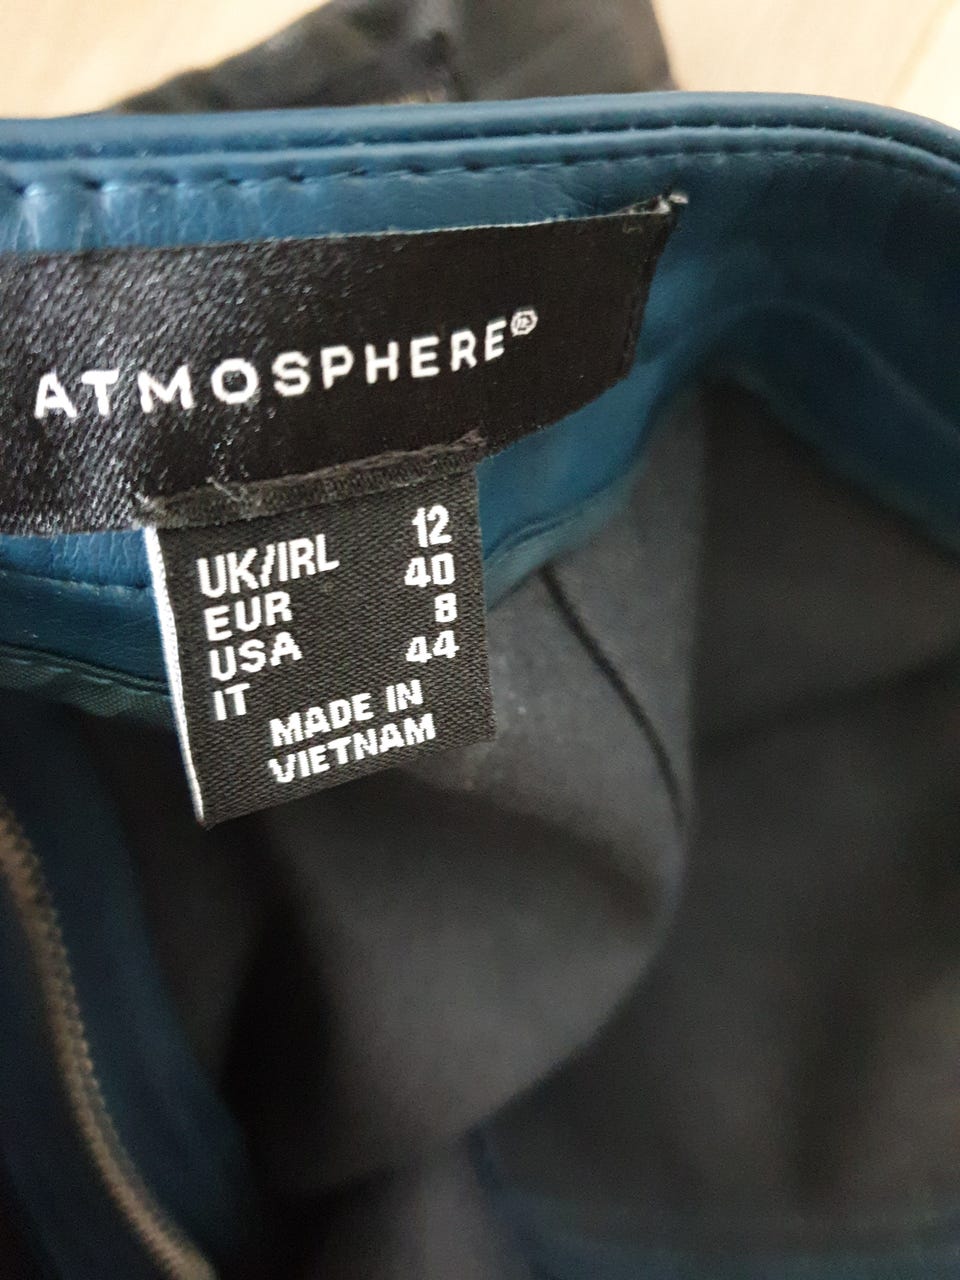 ATMOSPHERE®
UK/IRL 12
EUR 40
USA 8
IT 44
MADE IN
VIETNAM